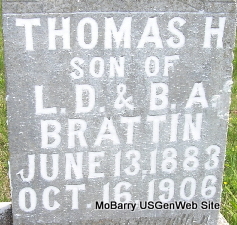 THOMAS H
SON OF
L. D. & B. A.
BRATTIN
JUNE 13, 1883
OCT. 16, 1906
MoBarry USGenWeb Site